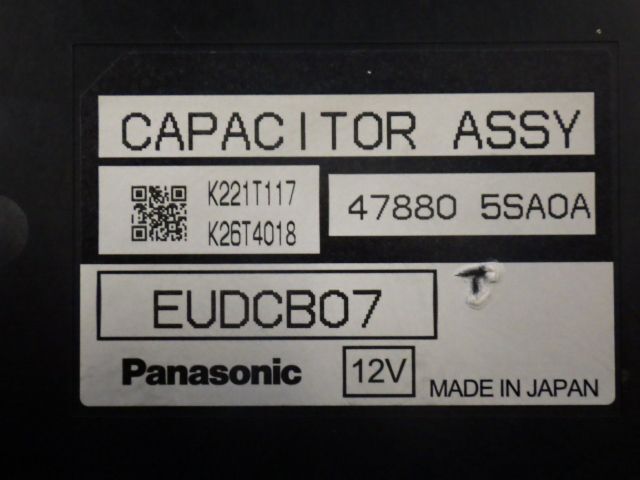 CAPACITOR ASSY
K221T117
K26T4018
47880 5SA0A
EUDCB07
T
Panasonic
12V
MADE IN JAPAN